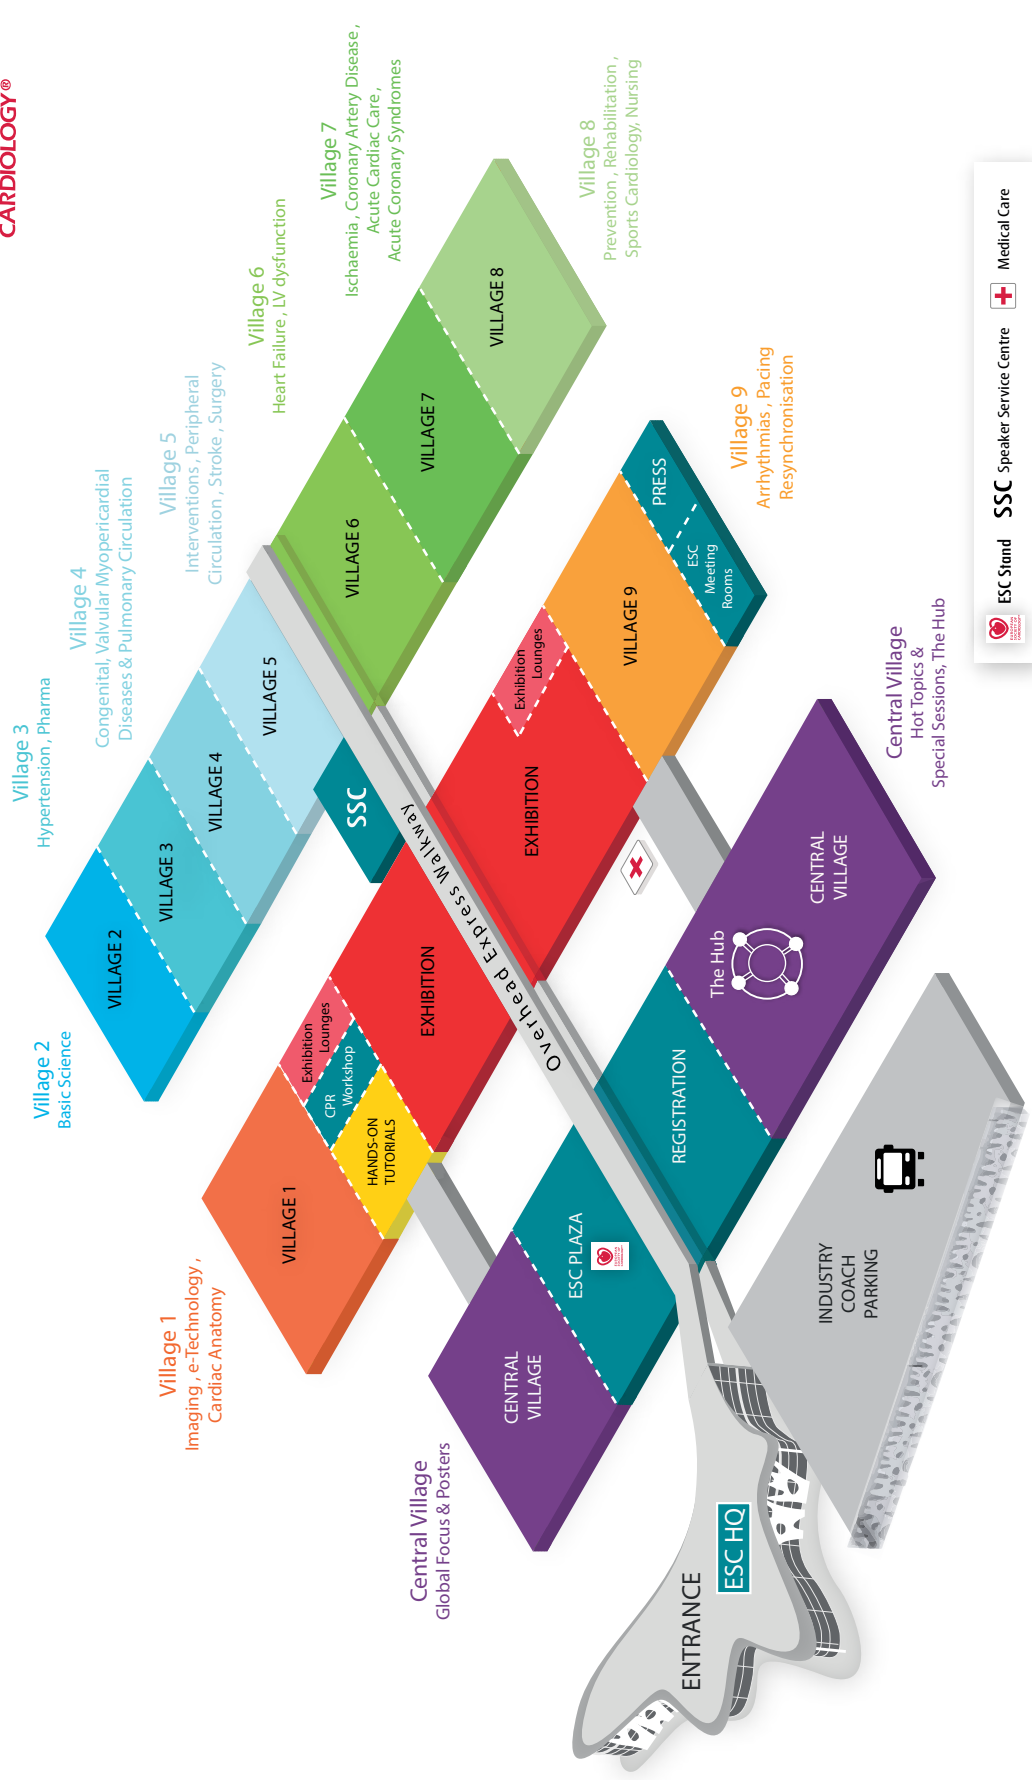 CARDIOLOGY®
Village 2
Basic Science
Village 3
Hypertension , Pharma
Village 4
Congenital, Valvular Myopericardial
Diseases & Pulmonary Circulation
Village 5
Interventions , Peripheral
Circulation , Stroke , Surgery
Village 6
Heart Failure , LV dysfunction
Village 7
Ischaemia , Coronary Artery Disease ,
Acute Cardiac Care ,
Acute Coronary Syndromes
Village 8
Prevention , Rehabilitation ,
Sports Cardiology, Nursing
Village 1
Imaging , e-Technology ,
Cardiac Anatomy
VILLAGE 2
VILLAGE 3
VILLAGE 4
VILLAGE 5
VILLAGE 6
VILLAGE 7
VILLAGE 8
SSC
VILLAGE 1
Exhibition
Lounges
CPR
Workshop
HANDS-ON
TUTORIALS
EXHIBITION
Overhead Express Walkway
EXHIBITION
Exhibition
Lounges
VILLAGE 9
PRESS
ESC
Meeting
Rooms
Village 9
Arrhythmias , Pacing
Resynchronisation
Central Village
Global Focus & Posters
CENTRAL
VILLAGE
ESC PLAZA
REGISTRATION
The Hub
CENTRAL
VILLAGE
Central Village
Hot Topics &
Special Sessions, The Hub
ENTRANCE
ESC HQ
INDUSTRY
COACH
PARKING
ESC Stand
SSC Speaker Service Centre
Medical Care